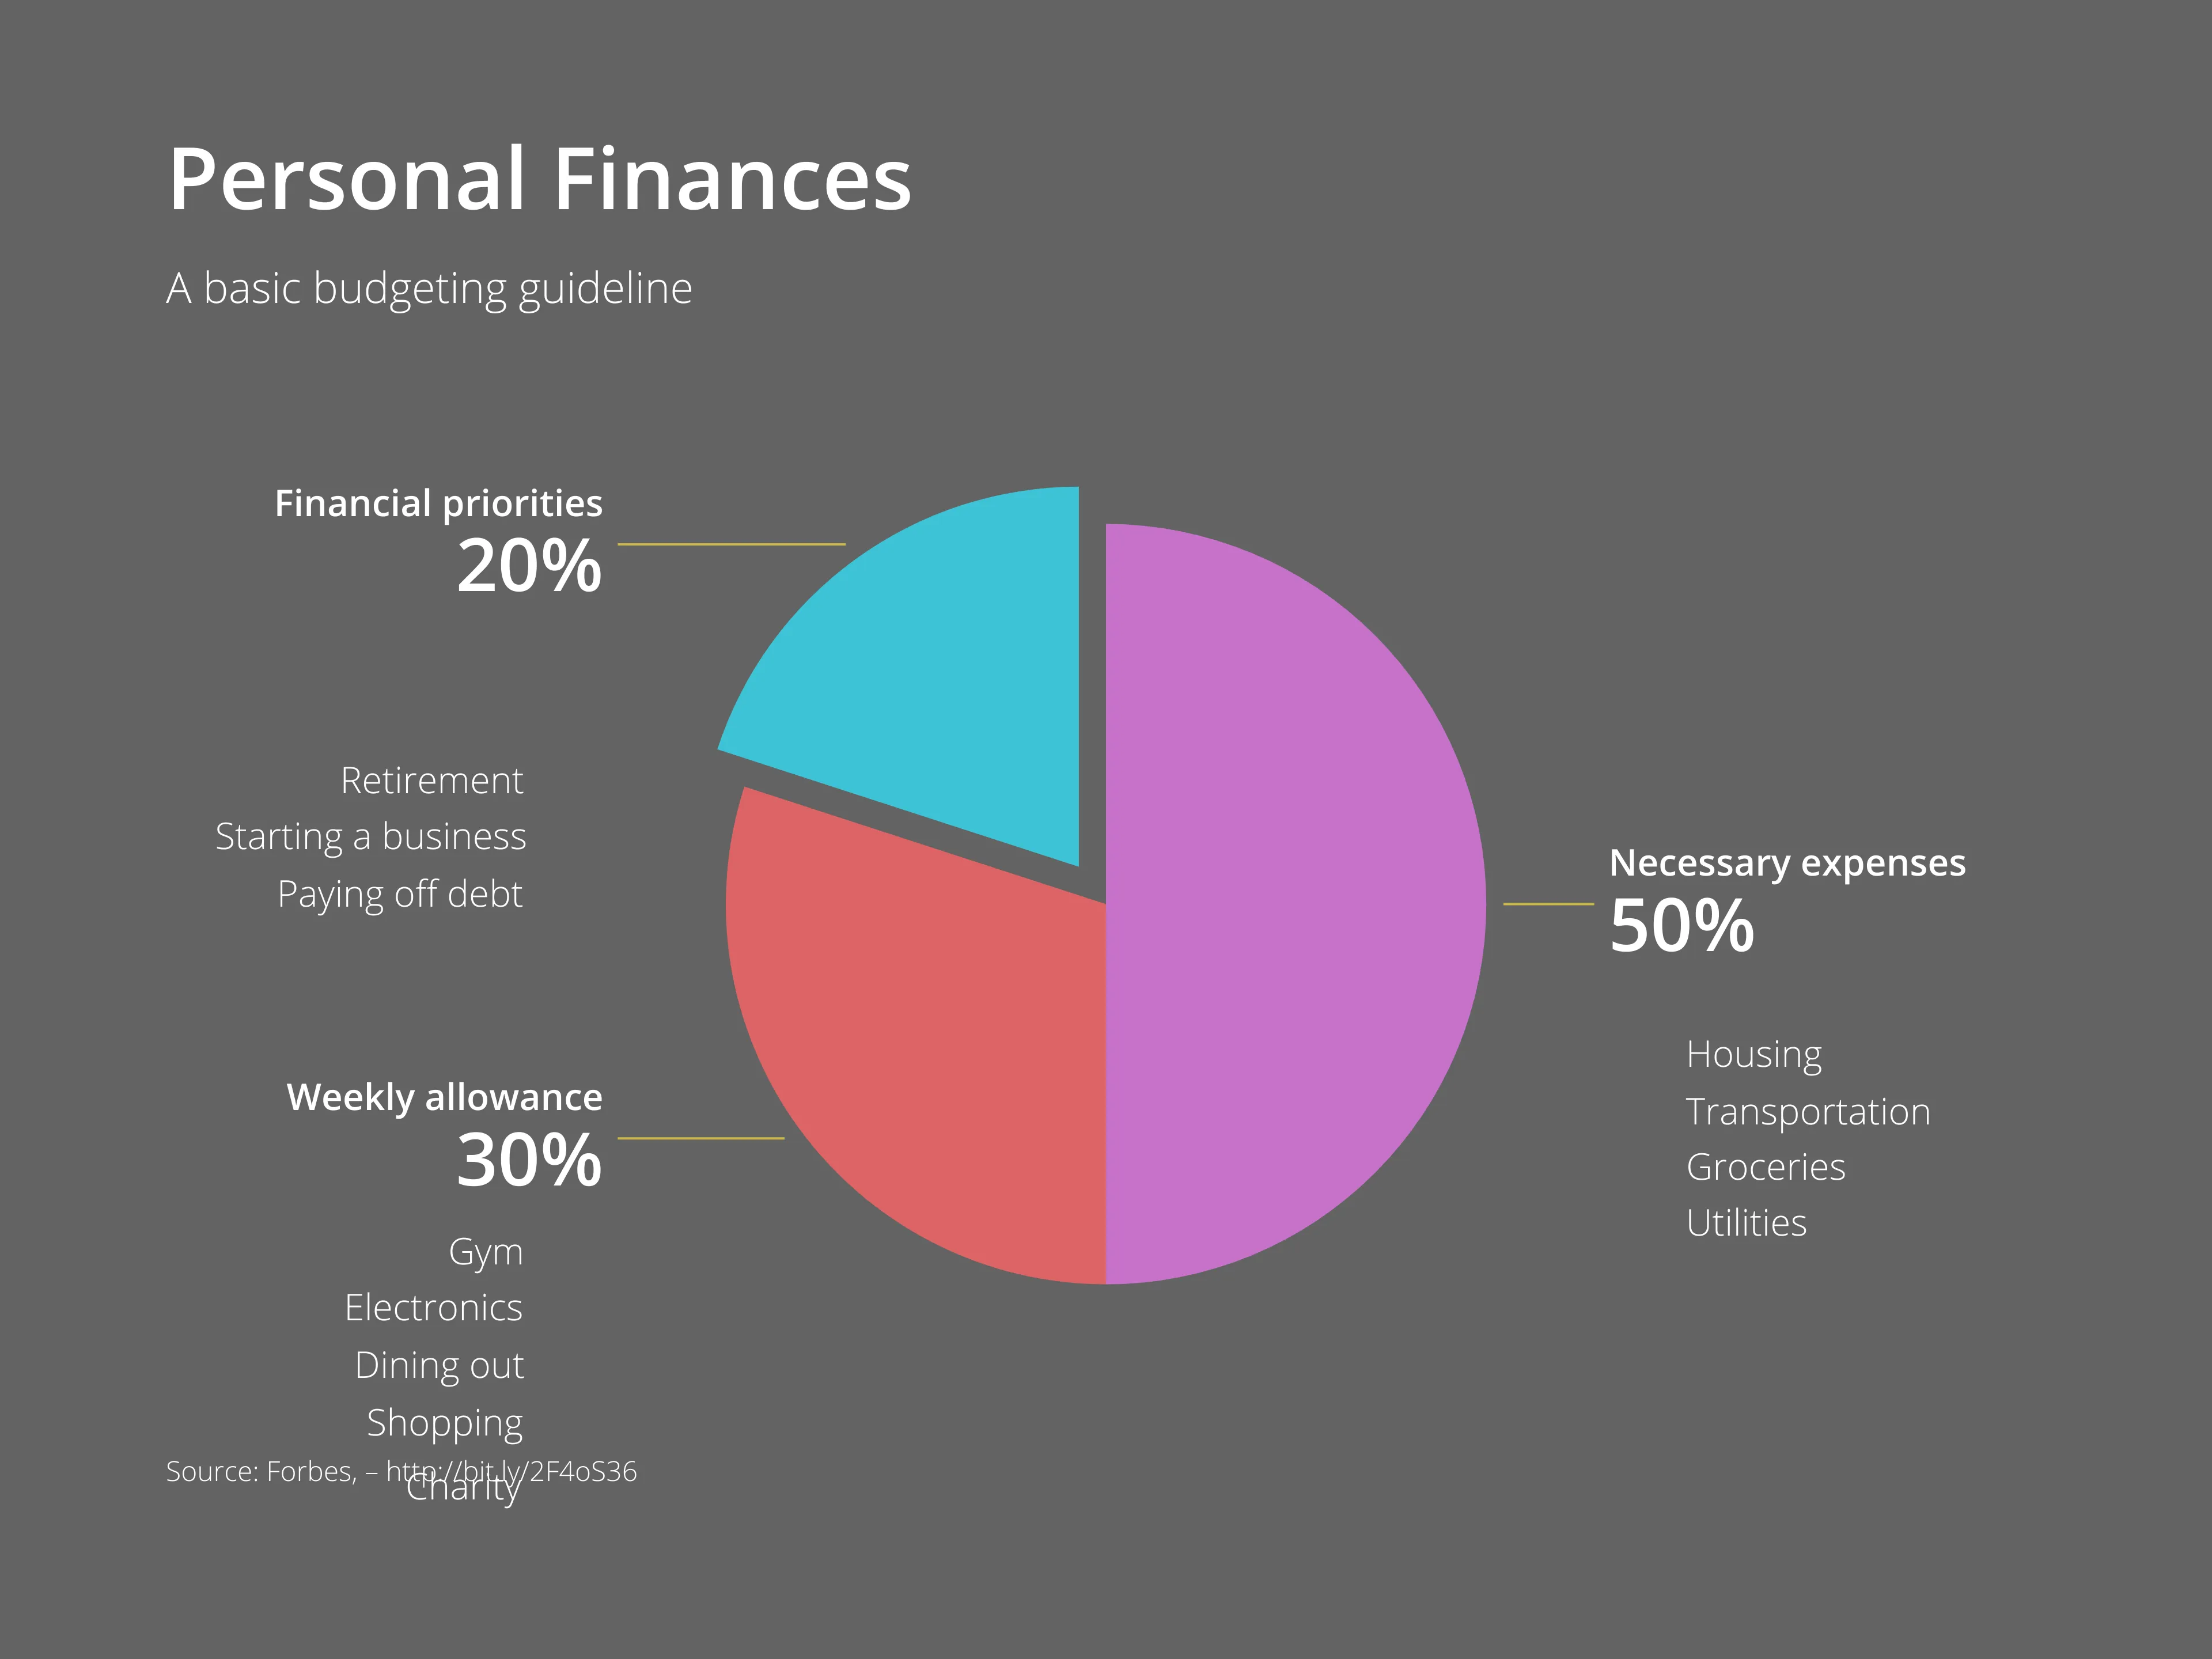 Personal Finances
A basic budgeting guideline
Financial priorities
20%
Retirement
Starting a business
Paying off debt
Weekly allowance
30%
Gym
Electronics
Dining out
Shopping
Charity
Necessary expenses
50%
Housing
Transportation
Groceries
Utilities
Source: Forbes, – http://bit.ly/2F4oS36